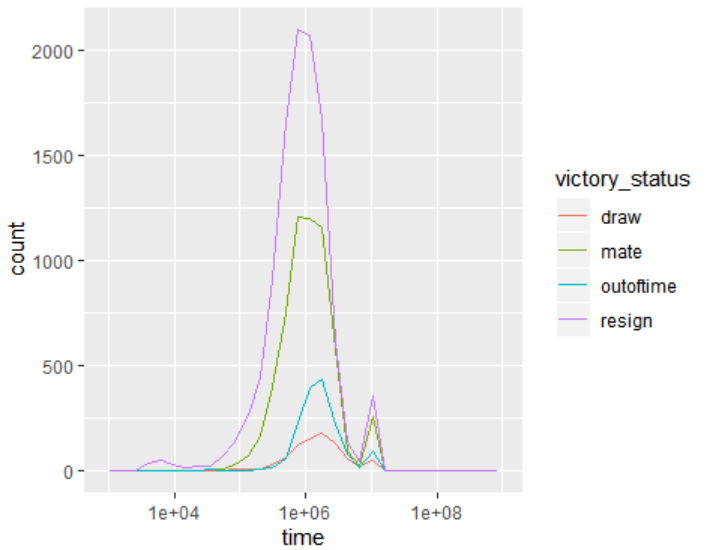 2000
1500
1000
500
0
count
1e+04
1e+06
1e+08
time
victory_status
draw
mate
outoftime
resign